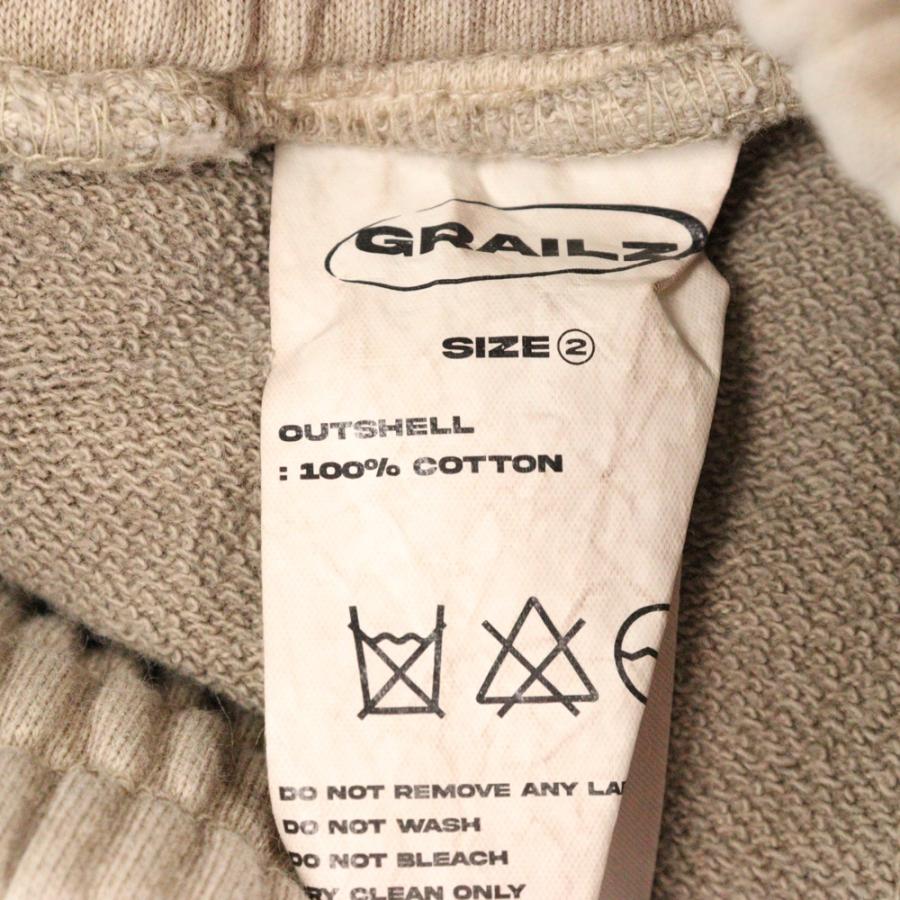 GRAILZ
SIZE ②
OUTSHELL
: 100% COTTON
DO NOT REMOVE ANY
DO NOT WASH
DO NOT BLEACH
CLEAN ONLY